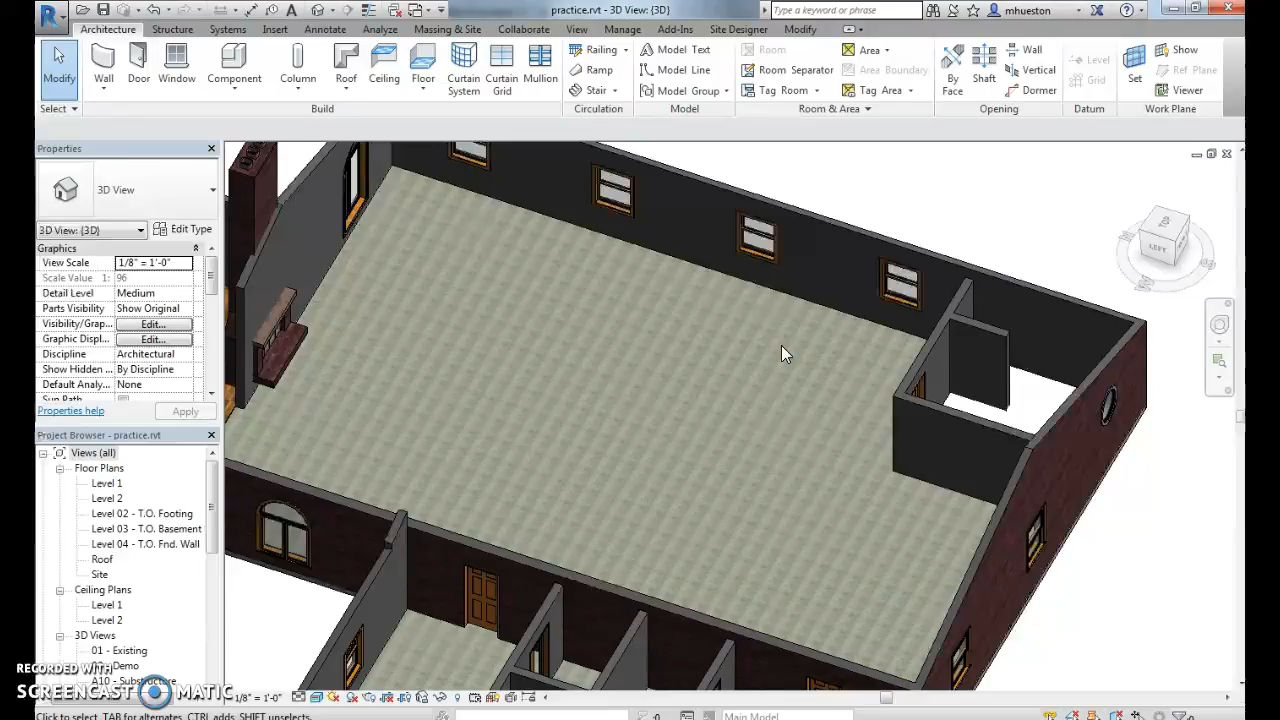 practice.rvt - 3D View: {3D}
Type a keyword or phrase
mhueston
Architecture Structure Systems Insert Annotate Analyze Massing & Site Collaborate View Manage Add-Ins Site Designer Modify
Modify Wall Door Window Component Column Roof Ceiling Floor Curtain System Curtain Grid Mullion
Railing Model Text Room Area Wall Level Show
Ramp Model Line Room Separator Area Boundary By Face Shaft Vertical Grid Set Ref Plane
Stair Model Group Tag Room Tag Area Dormer Viewer
Select Build Circulation Model Room & Area Opening Datum Work Plane
Properties
3D View
3D View: {3D} Edit Type
Graphics
View Scale 1/8" = 1'-0"
Scale Value 1: 96
Detail Level Medium
Parts Visibility Show Original
Visibility/Grap... Edit...
Graphic Displ... Edit...
Discipline Architectural
Show Hidden ... By Discipline
Default Analy... None
Sun Path
Properties help Apply
Project Browser - practice.rvt
Views (all)
Floor Plans
Level 1
Level 2
Level 02 - T.O. Footing
Level 03 - T.O. Basement
Level 04 - T.O. Fnd. Wall
Roof
Site
Ceiling Plans
Level 1
Level 2
3D Views
01 - Existing
Demo
A10 - Substructure
RECORDED WITH
SCREENCAST MATIC
1/8" = 1'-0"
Click to select, TAB for alternates, CTRL adds, SHIFT unselects.
:0
Main Model
LEFT